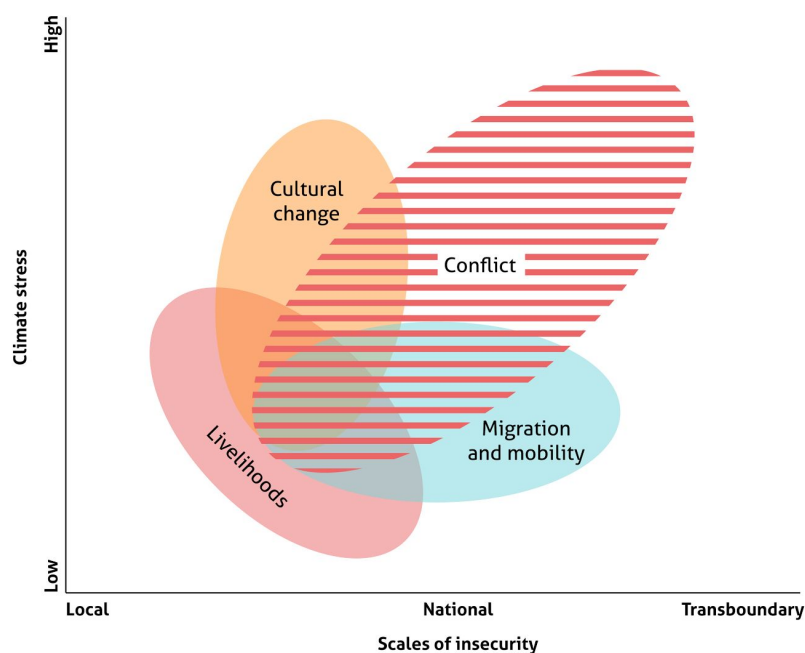 High
Climate stress
Low
Cultural
change
Conflict
Livelihoods
Migration
and mobility
Local
National
Transboundary
Scales of insecurity